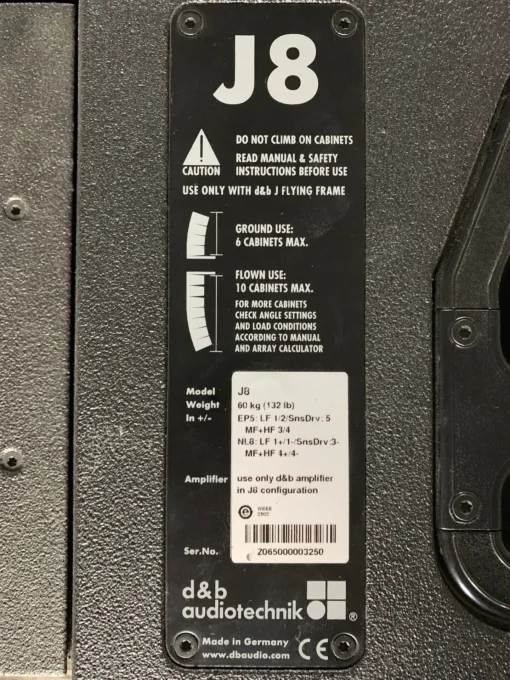 J8
DO NOT CLIMB ON CABINETS
READ MANUAL & SAFETY
INSTRUCTIONS BEFORE USE
CAUTION
USE ONLY WITH d&b J FLYING FRAME
GROUND USE:
6 CABINETS MAX.
FLOWN USE:
10 CABINETS MAX.
FOR MORE CABINETS
CHECK ANGLE SETTINGS
AND LOAD CONDITIONS
ACCORDING TO MANUAL
AND ARRAY CALCULATOR
Model J8
Weight 60 kg (132 lb)
In +/- EP5: LF 1/2/SnsDrv: 5
MF+HF 3/4
NL8: LF 1+/1-/SnsDrv:3-
MF+HF 4+/4-
Amplifier use only d&b amplifier
in J8 configuration
e WEEE
Ser.No. Z06500003250
d&b
audiotechnik ®
Made in Germany
www.dbaudio.com CE